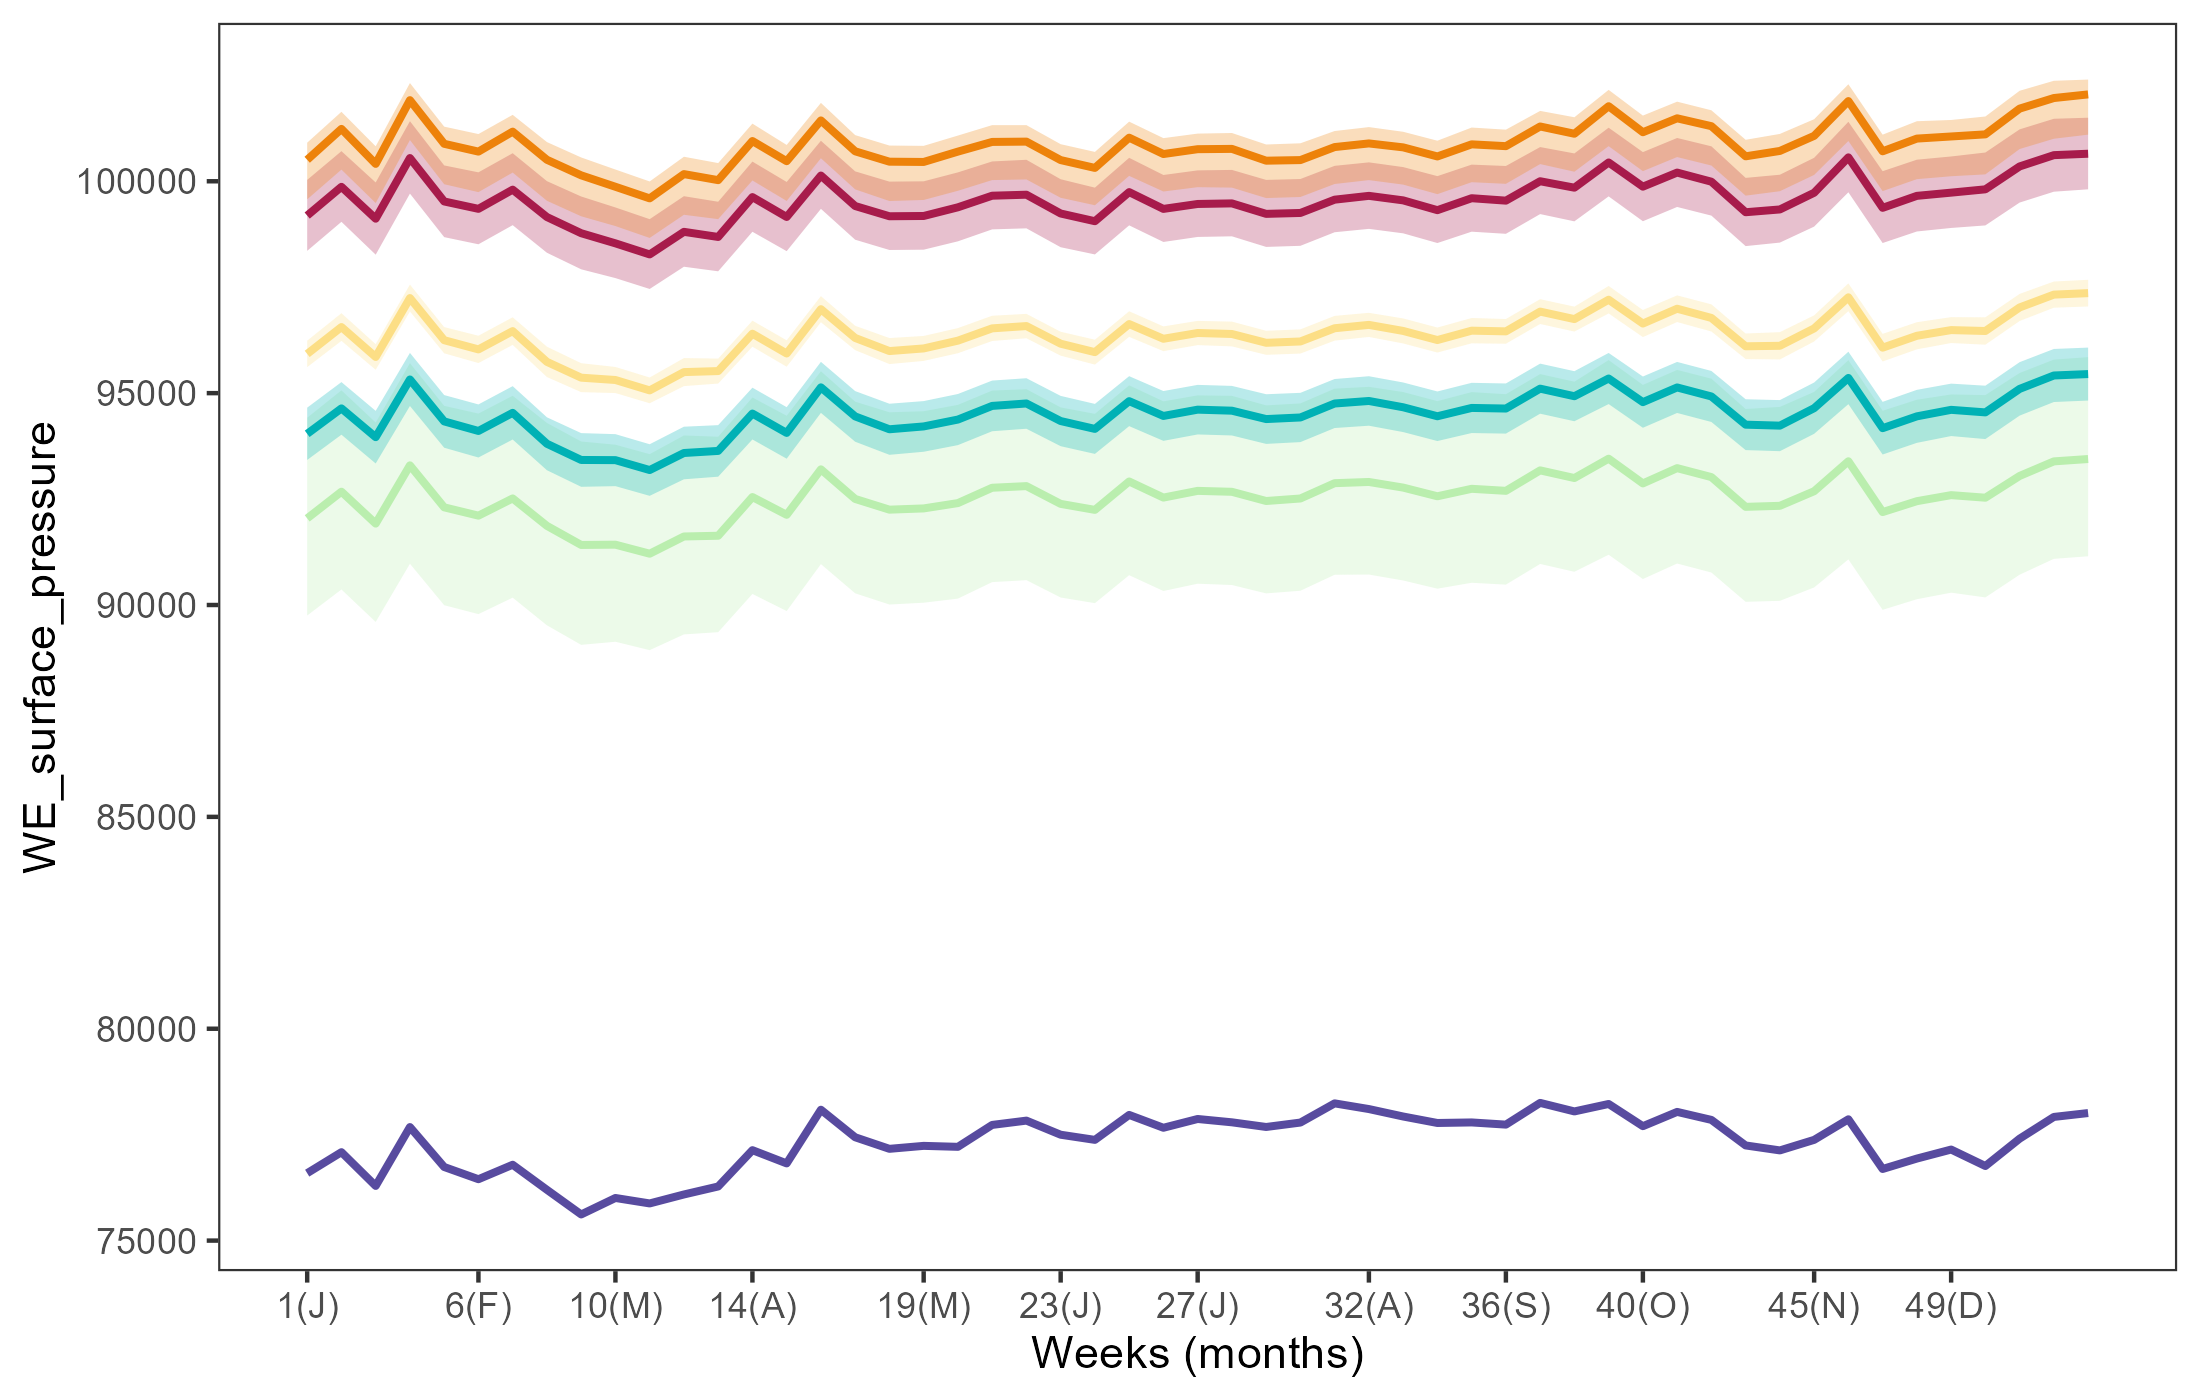 WE_surface_pressure
100000
95000
90000
85000
80000
75000
1(J) 6(F) 10(M) 14(A) 19(M) 23(J) 27(J) 32(A) 36(S) 40(O) 45(N) 49(D)
Weeks (months)